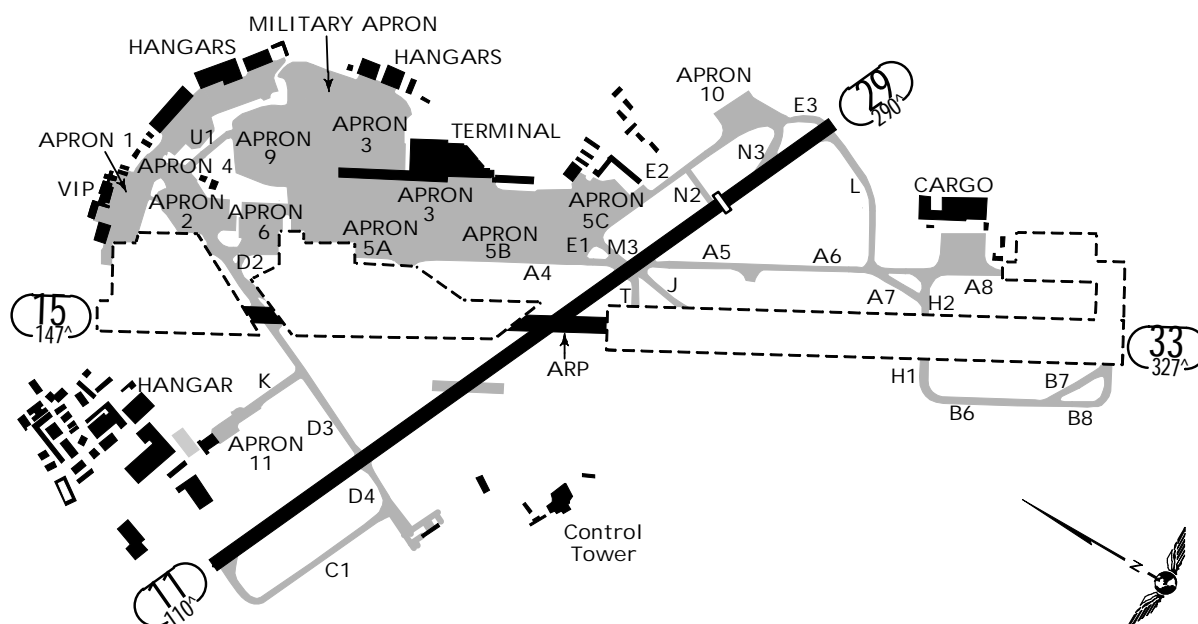 MILITARY APRON
HANGARS
HANGARS
APRON
10
E3
29
290^
APRON 1
U1
APRON
9
APRON
3
TERMINAL
N3
VIP
APRON 4
E2
L
CARGO
APRON
2
APRON
6
APRON
3
APRON
5C
N2
APRON
5A
APRON
5B
E1
M3
D2
A4
A5
A6
T
J
A7
H2
A8
15
147^
ARP
33
327^
HANGAR
K
H1
B7
B6
B8
D3
APRON
11
D4
Control
Tower
C1
11
110^
N